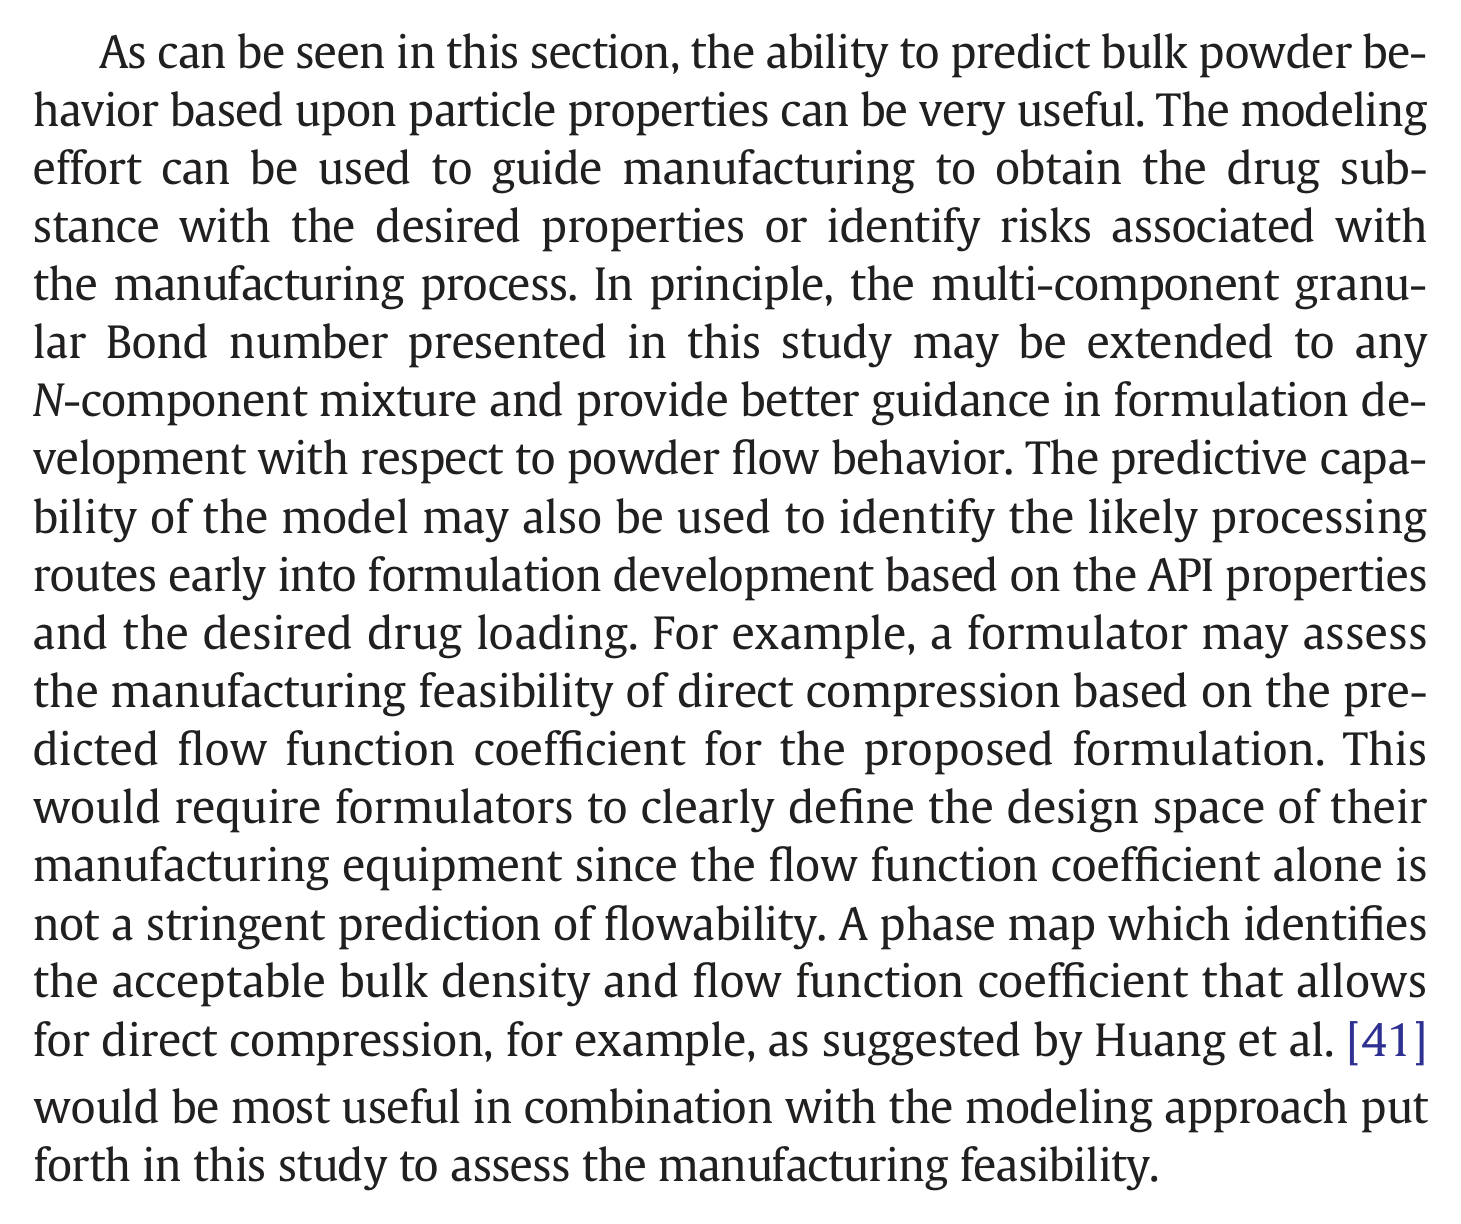 As can be seen in this section, the ability to predict bulk powder be-
havior based upon particle properties can be very useful. The modeling
effort can be used to guide manufacturing to obtain the drug sub-
stance with the desired properties or identify risks associated with
the manufacturing process. In principle, the multi-component granu-
lar Bond number presented in this study may be extended to any
N-component mixture and provide better guidance in formulation de-
velopment with respect to powder flow behavior. The predictive capa-
bility of the model may also be used to identify the likely processing
routes early into formulation development based on the API properties
and the desired drug loading. For example, a formulator may assess
the manufacturing feasibility of direct compression based on the pre-
dicted flow function coefficient for the proposed formulation. This
would require formulators to clearly define the design space of their
manufacturing equipment since the flow function coefficient alone is
not a stringent prediction of flowability. A phase map which identifies
the acceptable bulk density and flow function coefficient that allows
for direct compression, for example, as suggested by Huang et al. [41]
would be most useful in combination with the modeling approach put
forth in this study to assess the manufacturing feasibility.